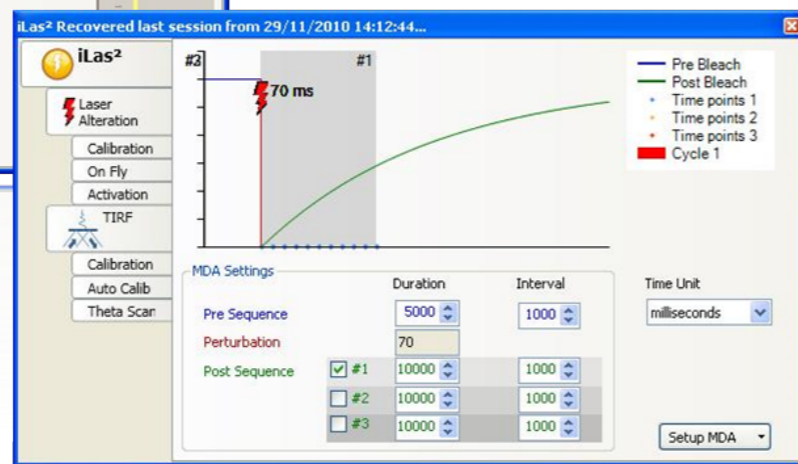 iLas² Recovered last session from 29/11/2010 14:12:44...
iLas²
Laser
Alteration
Calibration
On Fly
Activation
TIRF
Calibration
Auto Calib
Theta Scan
#3
#1
70 ms
Pre Bleach
Post Bleach
Time points 1
Time points 2
Time points 3
Cycle 1
MDA Settings
Duration Interval Time Unit
Pre Sequence 5000 1000 milliseconds
Perturbation 70
Post Sequence #1 10000 1000
#2 10000 1000
#3 10000 1000
Setup MDA